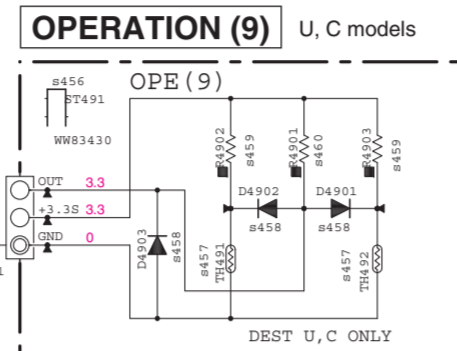 OPERATION (9) U, C models
s456
ST491
WW83430
OPE(9)
R4902
s459
R4901
s460
R4903
s459
OUT 3.3
+3.3S 3.3
GND 0
D4902
s458
D4901
s458
D4903
s458
s457
TH491
s457
TH492
1
DEST U,C ONLY